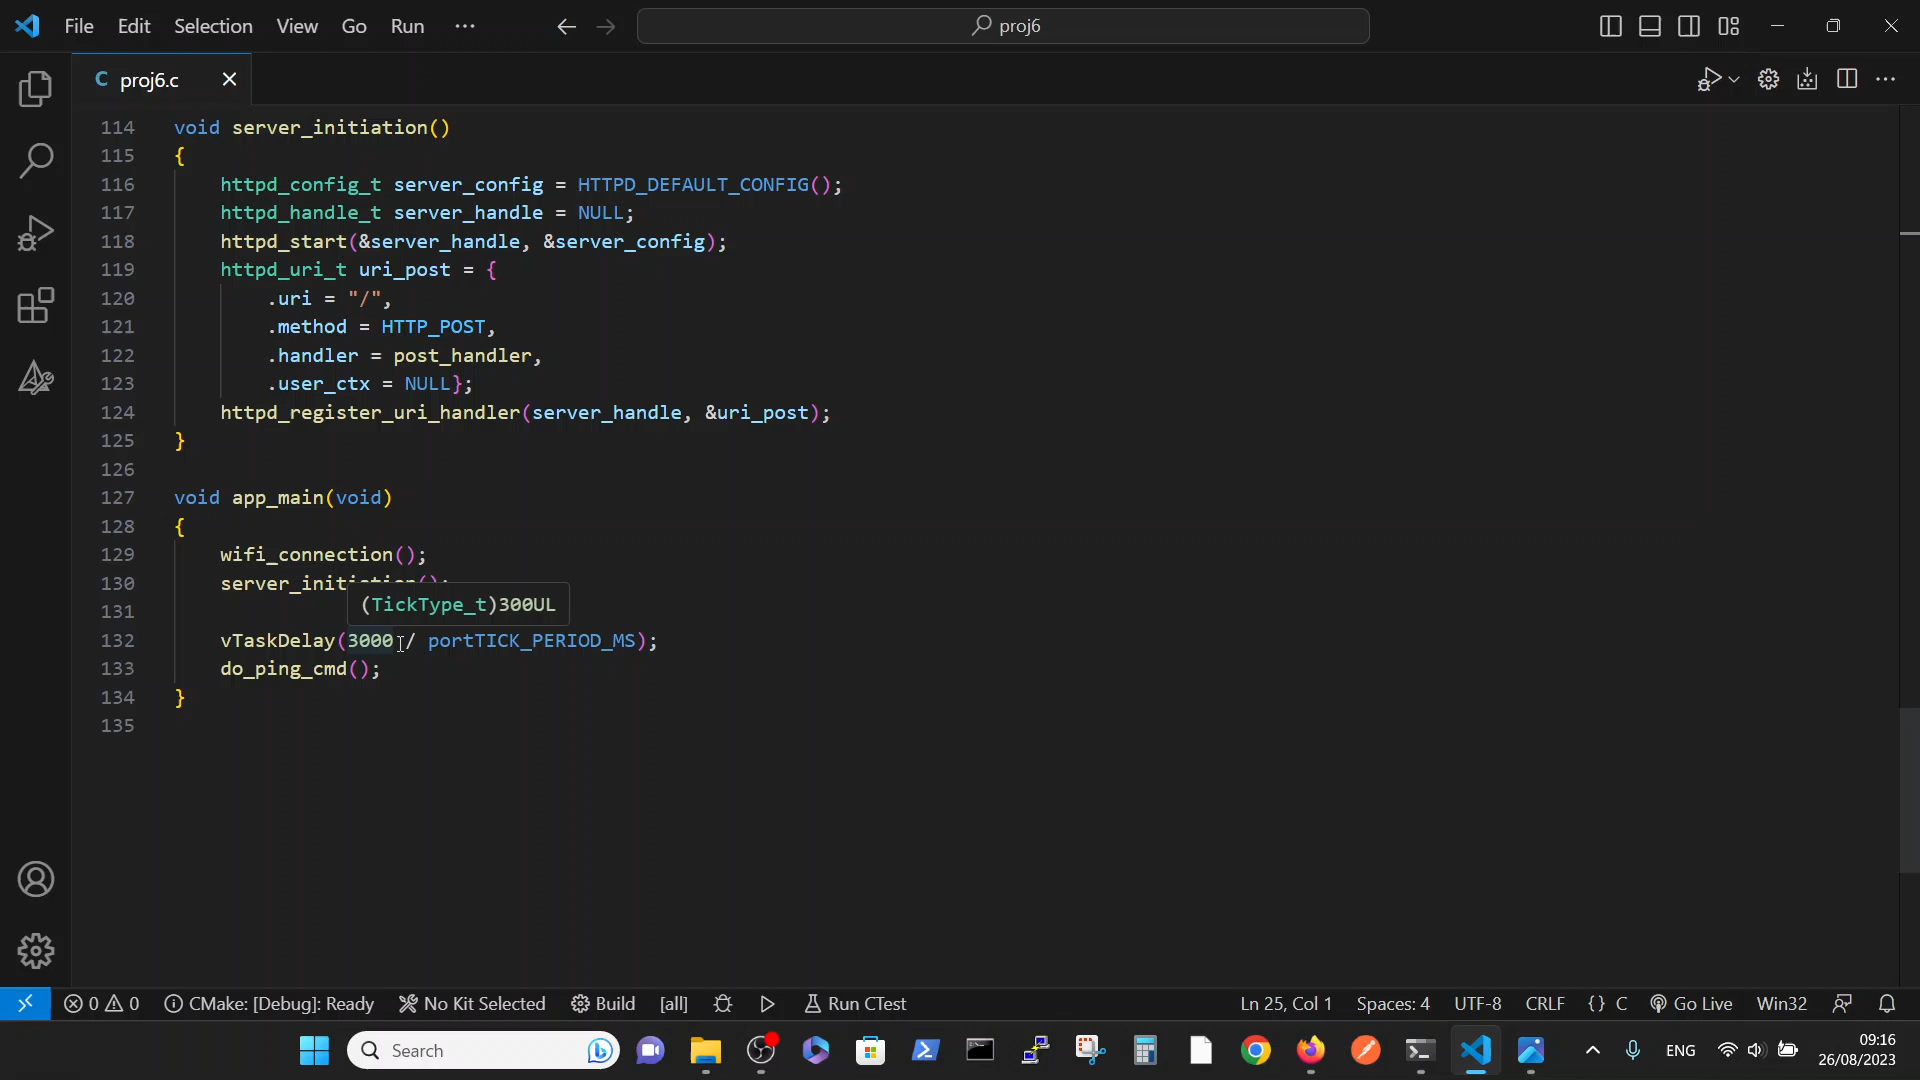 File Edit Selection View Go Run ··· proj6
C proj6.c
114 void server_initiation()
115 {
116 httpd_config_t server_config = HTTPD_DEFAULT_CONFIG();
117 httpd_handle_t server_handle = NULL;
118 httpd_start(&server_handle, &server_config);
119 httpd_uri_t uri_post = {
120 .uri = "/",
121 .method = HTTP_POST,
122 .handler = post_handler,
123 .user_ctx = NULL};
124 httpd_register_uri_handler(server_handle, &uri_post);
125 }
126
127 void app_main(void)
128 {
129 wifi_connection();
130 server_initiation();
(TickType_t)300UL
131
132 vTaskDelay(3000 / portTICK_PERIOD_MS);
133 do_ping_cmd();
134 }
135
0 0 CMake: [Debug]: Ready No Kit Selected Build [all] Run CTest Ln 25, Col 1 Spaces: 4 UTF-8 CRLF {} C Go Live Win32
Search ENG 09:16
26/08/2023